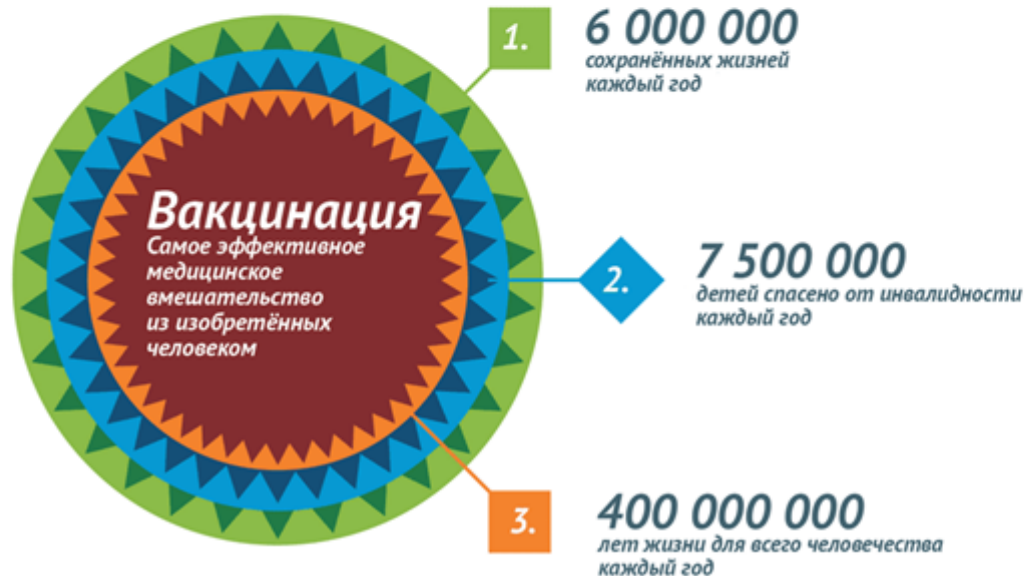 Вакцинация
Самое эффективное
медицинское
вмешательство
из изобретённых
человеком
1.
6 000 000
сохранённых жизней
каждый год
2.
7 500 000
детей спасено от инвалидности
каждый год
3.
400 000 000
лет жизни для всего человечества
каждый год